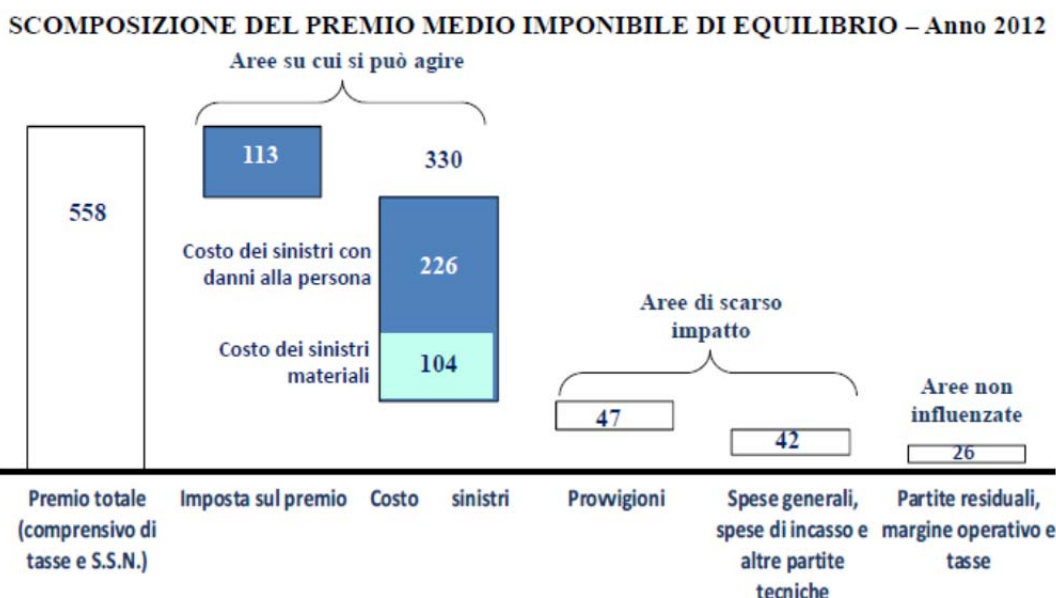 SCOMPOSIZIONE DEL PREMIO MEDIO IMPONIBILE DI EQUILIBRIO – Anno 2012
Aree su cui si può agire
113
330
558
Costo dei sinistri con
danni alla persona
226
Costo dei sinistri
materiali
104
Aree di scarso
impatto
47
42
Aree non
influenzate
26
Premio totale
(comprensivo di
tasse e S.S.N.)
Imposta sul premio
Costo sinistri
Provvigioni
Spese generali,
spese di incasso e
altre partite
tecniche
Partite residuali,
margine operativo e
tasse